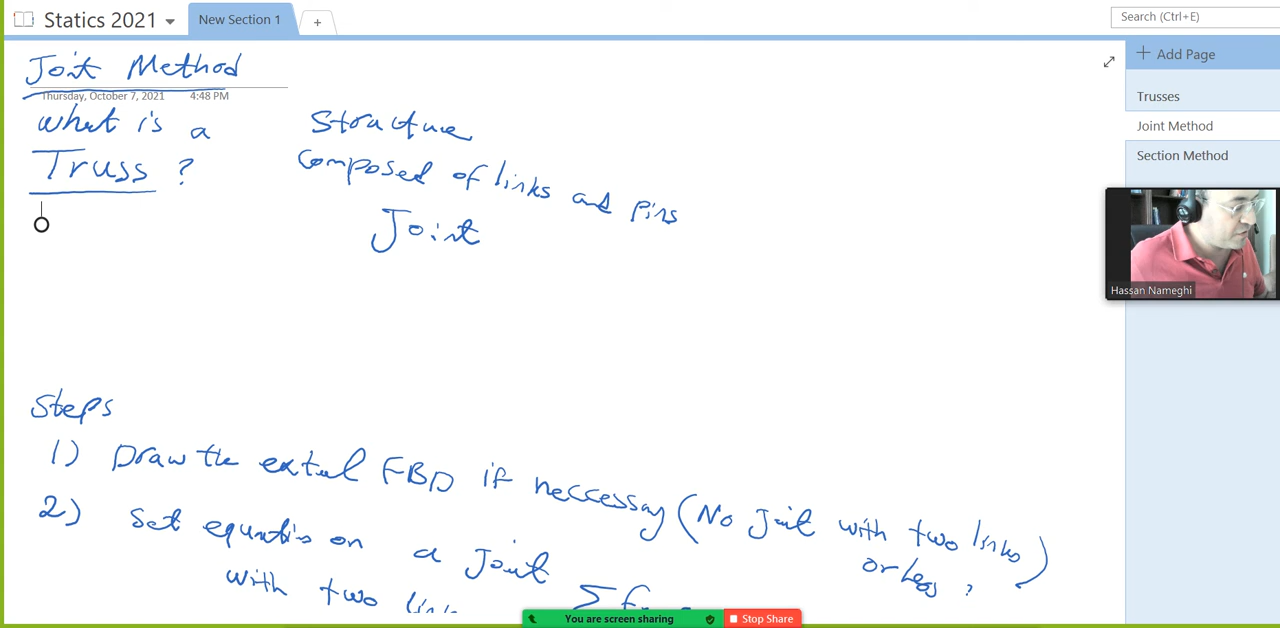 Statics 2021
New Section 1
+
Search (Ctrl+E)
Add Page
Trusses
Joint Method
Section Method
Hassan Nameghi
Joint Method
Thursday, October 7, 2021 4:48 PM
what is a
Truss ?
Structure
composed of links and pins
Joint
Steps
1) Draw the extenal FBD if neccessay (No joint with two links
or less ? )
2) Set equations on a joint
with two
You are screen sharing
Stop Share